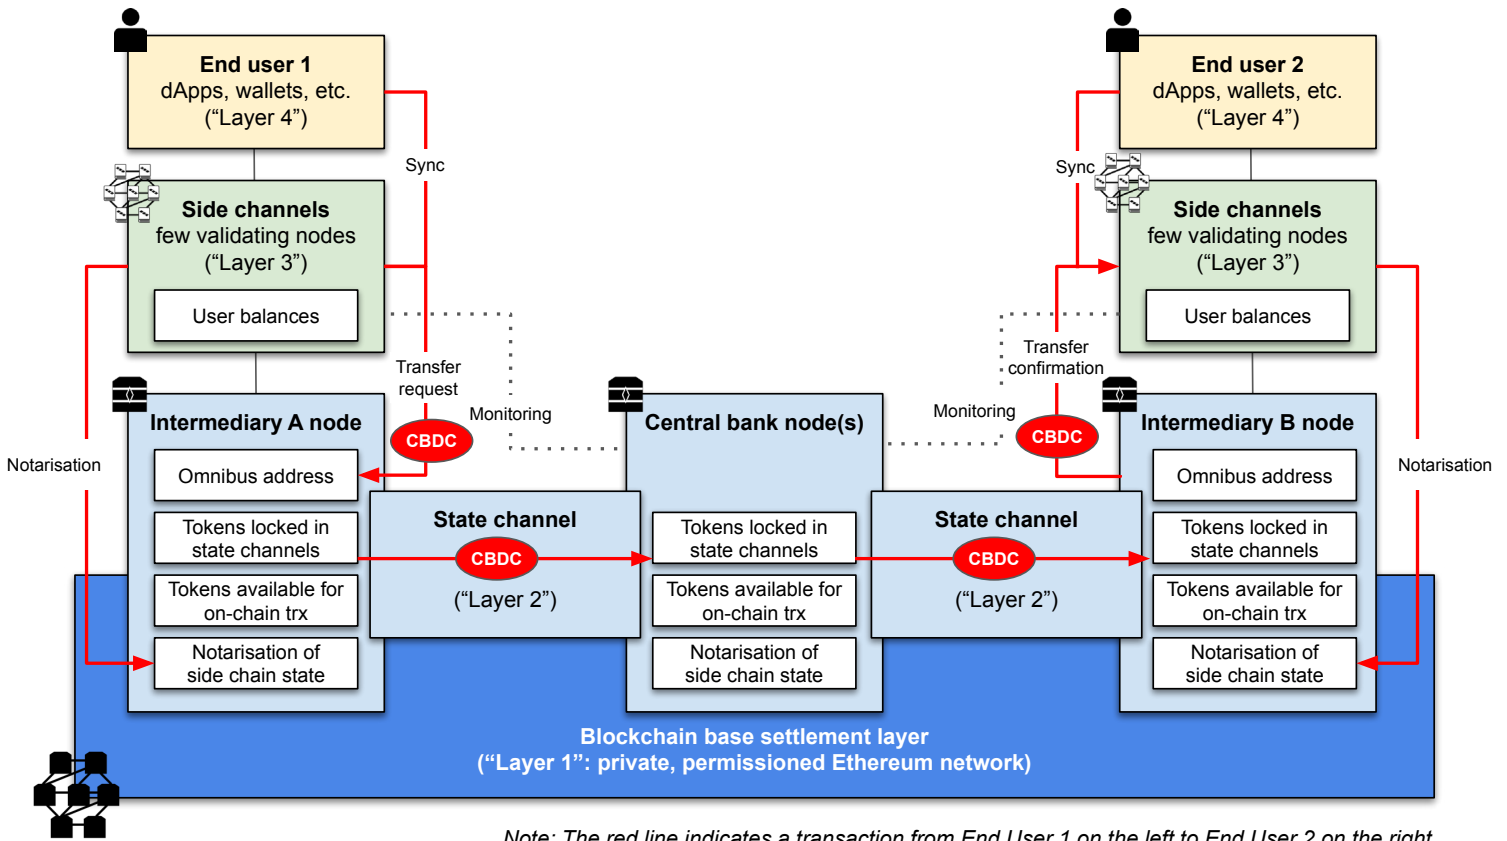 End user 1
dApps, wallets, etc.
(“Layer 4”)
End user 2
dApps, wallets, etc.
(“Layer 4”)
Sync
Sync
Side channels
few validating nodes
(“Layer 3”)
User balances
Side channels
few validating nodes
(“Layer 3”)
User balances
Transfer
request
Transfer
confirmation
Monitoring
Monitoring
CBDC
CBDC
Notarisation
Notarisation
Intermediary A node
Omnibus address
Tokens locked in
state channels
Tokens available for
on-chain trx
Notarisation of
side chain state
State channel
CBDC
(“Layer 2”)
Central bank node(s)
Tokens locked in
state channels
Tokens available for
on-chain trx
Notarisation of
side chain state
State channel
CBDC
(“Layer 2”)
Intermediary B node
Omnibus address
Tokens locked in
state channels
Tokens available for
on-chain trx
Notarisation of
side chain state
Blockchain base settlement layer
(“Layer 1”: private, permissioned Ethereum network)
Note: The red line indicates a transaction from End User 1 on the left to End User 2 on the right